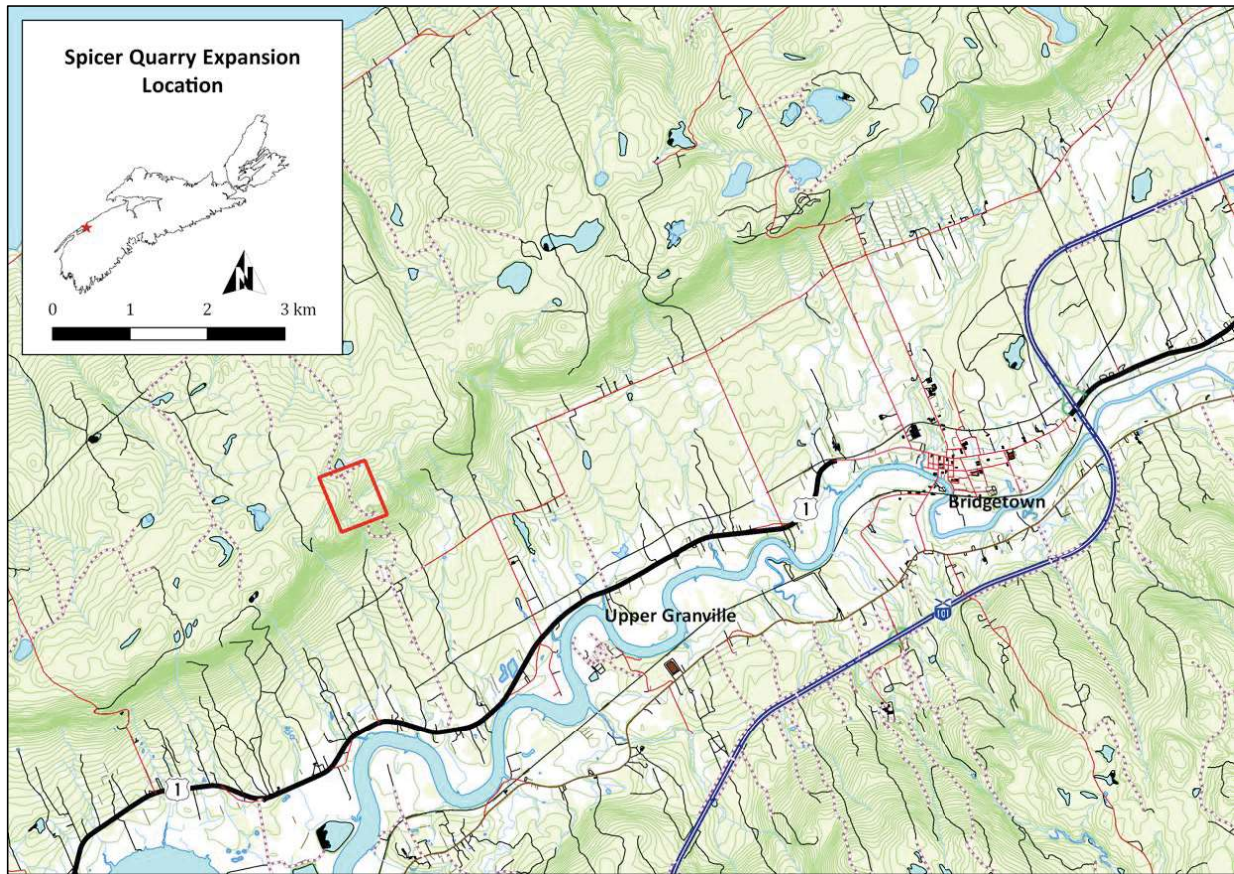 Spicer Quarry Expansion
Location
N
0 1 2 3 km
1
Bridgetown
Upper Granville
101
1